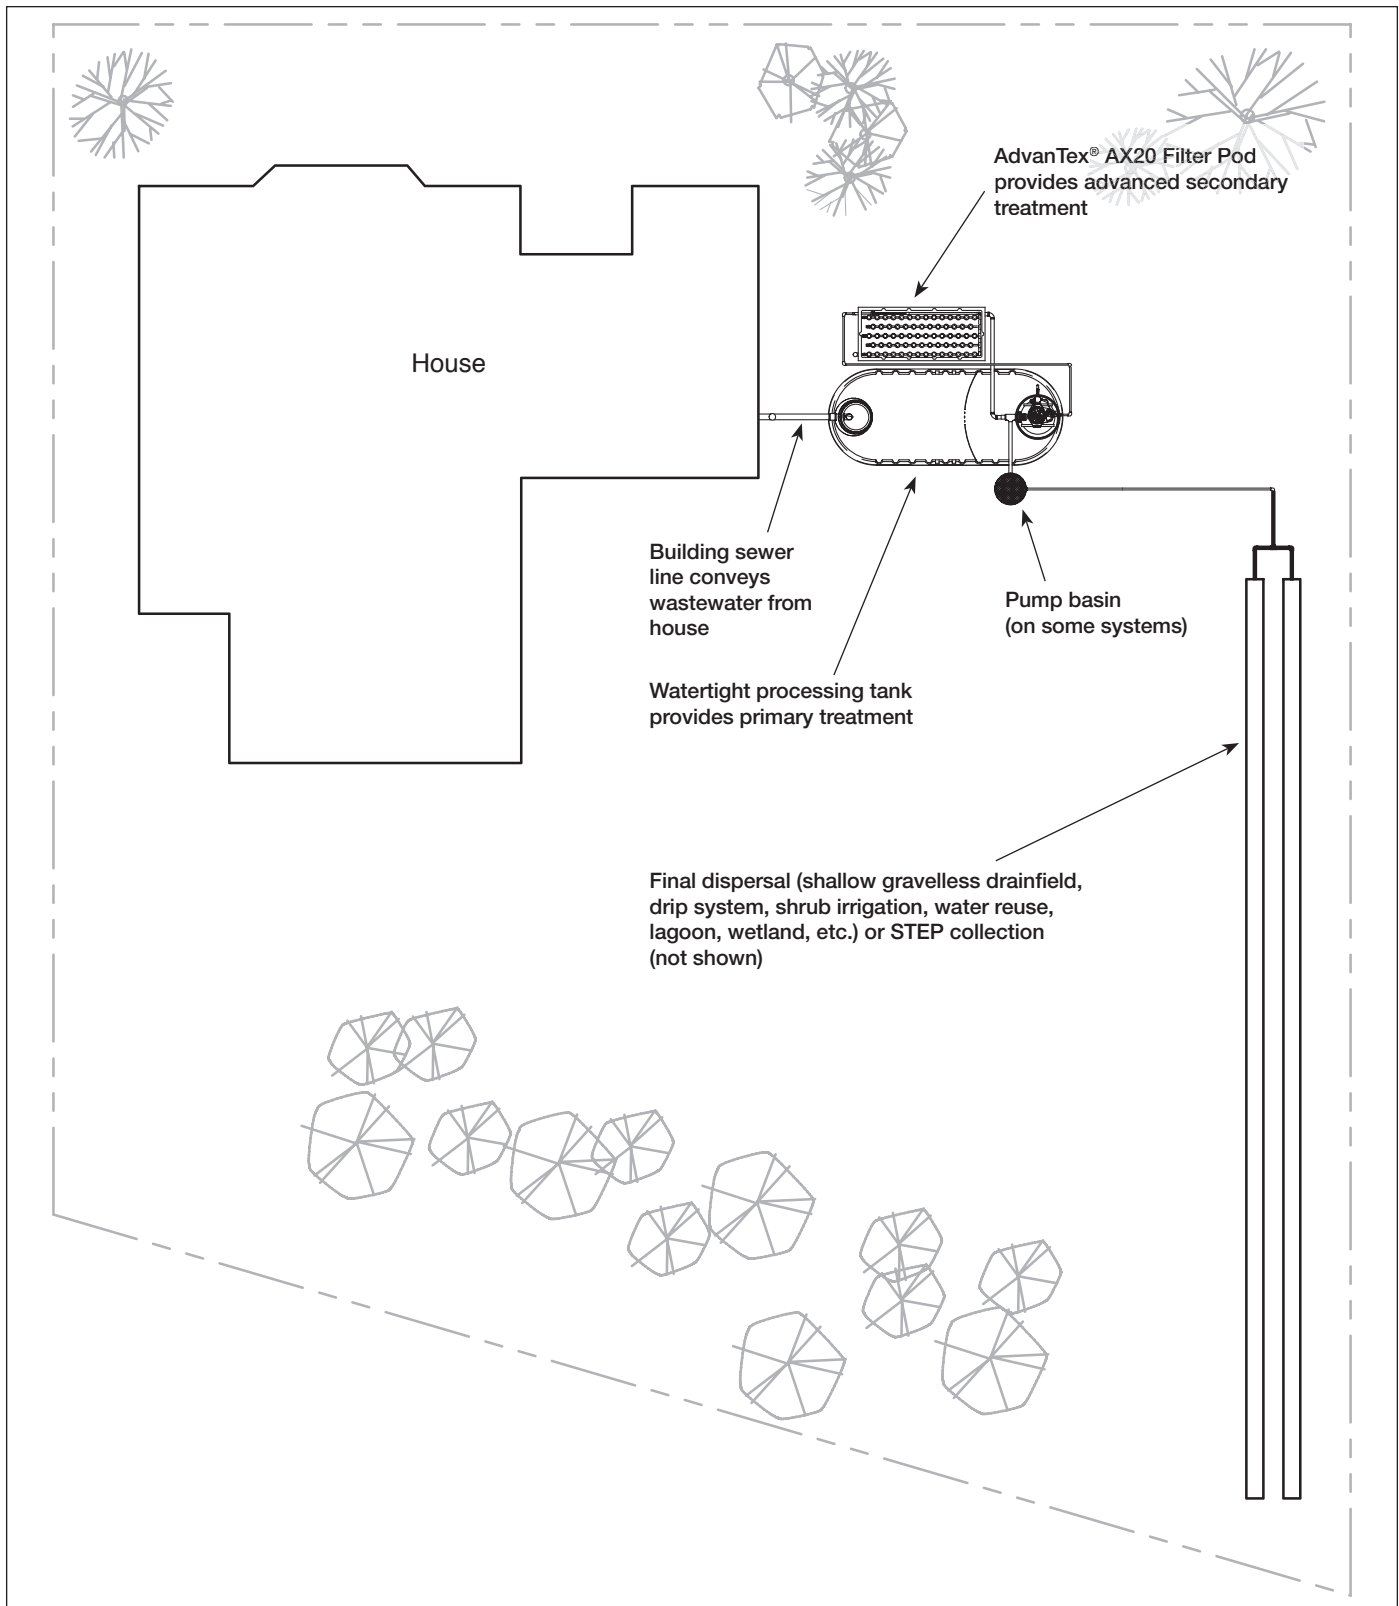 AdvanTex® AX20 Filter Pod
provides advanced secondary
treatment
House
Building sewer
line conveys
wastewater from
house
Pump basin
(on some systems)
Watertight processing tank
provides primary treatment
Final dispersal (shallow gravelless drainfield,
drip system, shrub irrigation, water reuse,
lagoon, wetland, etc.) or STEP collection
(not shown)